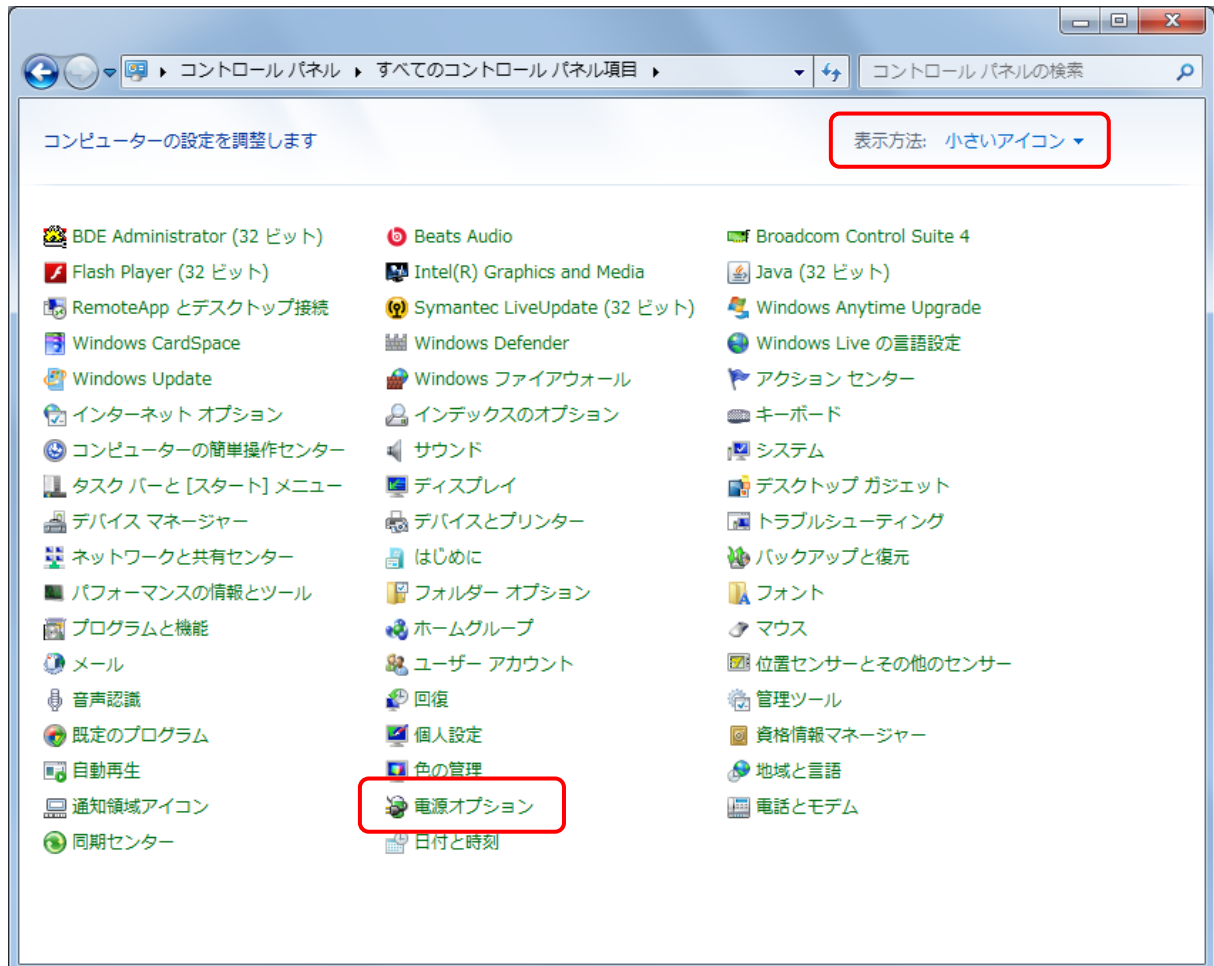 コントロール パネル ▸ すべてのコントロール パネル項目 ▸
コントロール パネルの検索
コンピューターの設定を調整します
表示方法: 小さいアイコン
BDE Administrator (32 ビット)
Beats Audio
Broadcom Control Suite 4
Flash Player (32 ビット)
Intel(R) Graphics and Media
Java (32 ビット)
RemoteApp とデスクトップ接続
Symantec LiveUpdate (32 ビット)
Windows Anytime Upgrade
Windows CardSpace
Windows Defender
Windows Live の言語設定
Windows Update
Windows ファイアウォール
アクション センター
インターネット オプション
インデックスのオプション
キーボード
コンピューターの簡単操作センター
サウンド
システム
タスク バーと [スタート] メニュー
ディスプレイ
デスクトップ ガジェット
デバイス マネージャー
デバイスとプリンター
トラブルシューティング
ネットワークと共有センター
はじめに
バックアップと復元
パフォーマンスの情報とツール
フォルダー オプション
フォント
プログラムと機能
ホームグループ
マウス
メール
ユーザー アカウント
位置センサーとその他のセンサー
音声認識
回復
管理ツール
既定のプログラム
個人設定
資格情報マネージャー
自動再生
色の管理
地域と言語
通知領域アイコン
電源オプション
電話とモデム
同期センター
日付と時刻